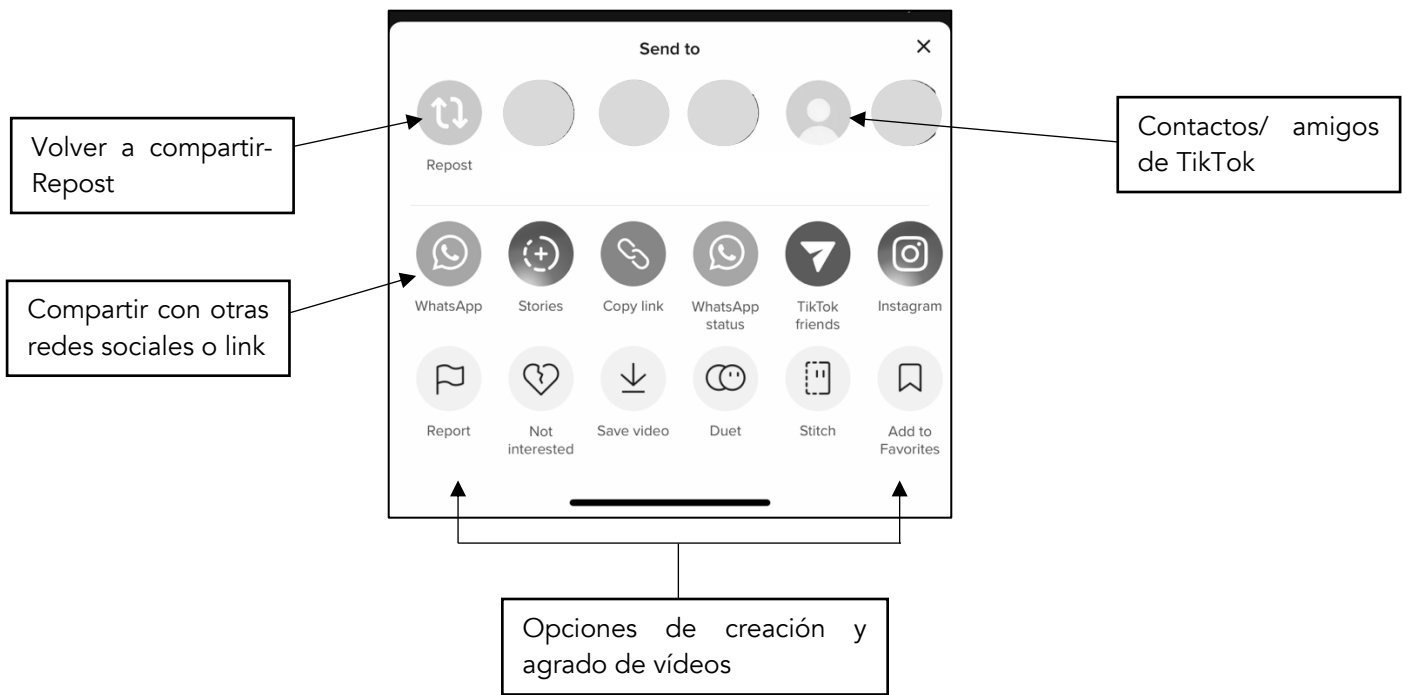 Send to
Volver a compartir-
Repost
Contactos/ amigos
de TikTok
Repost
Compartir con otras
redes sociales o link
WhatsApp
Stories
Copy link
WhatsApp
status
TikTok
friends
Instagram
Report
Not
interested
Save video
Duet
Stitch
Add to
Favorites
Opciones de creación y
agrado de vídeos